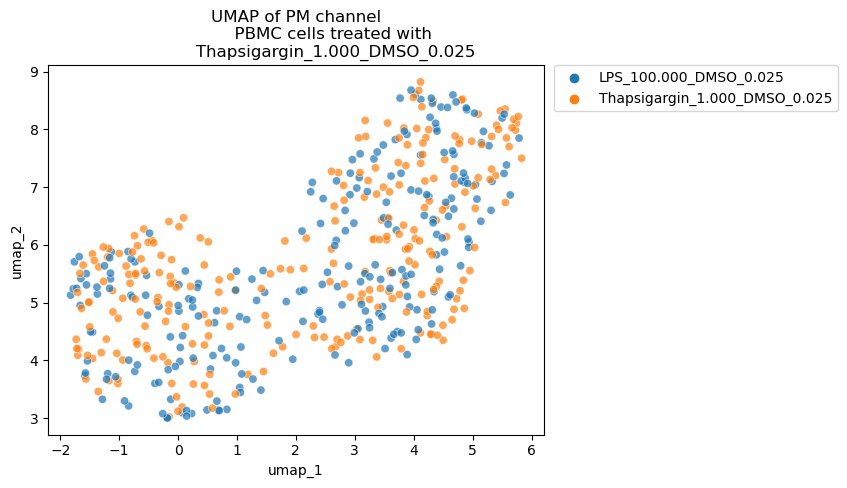 UMAP of PM channel
PBMC cells treated with
Thapsigargin_1.000_DMSO_0.025
LPS_100.000_DMSO_0.025
Thapsigargin_1.000_DMSO_0.025
9
8
7
6
5
4
3
umap_2
−2 −1 0 1 2 3 4 5 6
umap_1